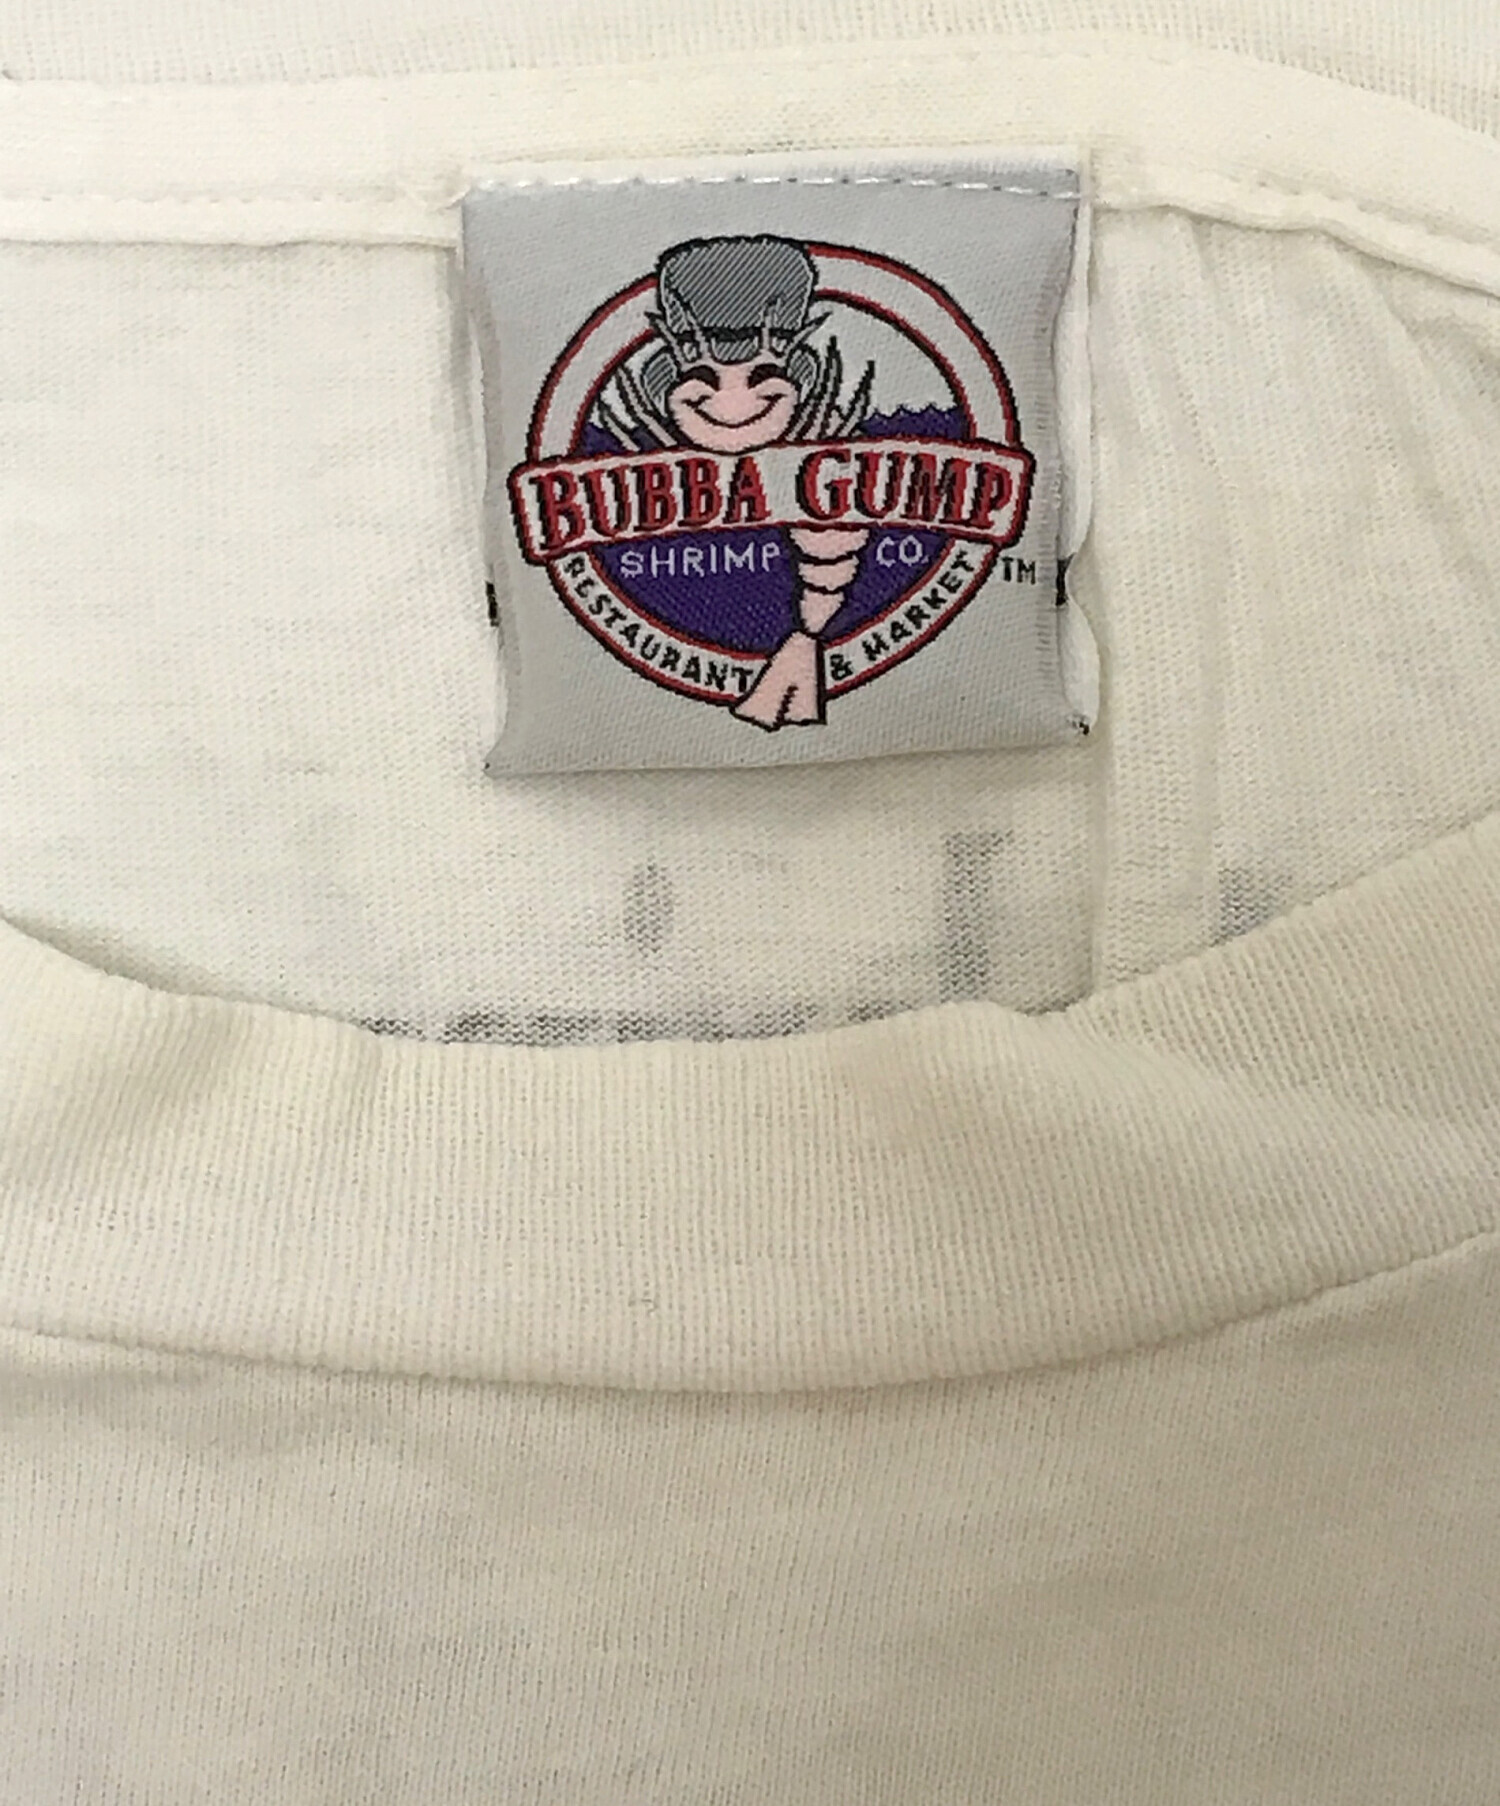 BUBBA GUMP
SHRIMP CO.
RESTAURANT & MARKET
TM